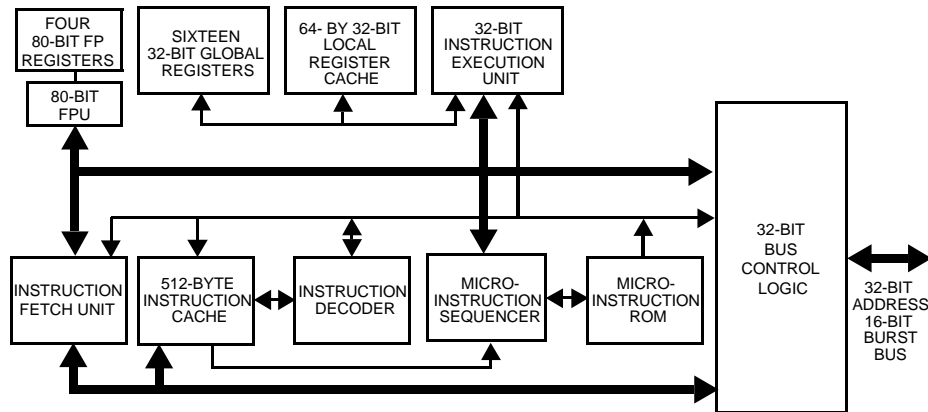 FOUR
80-BIT FP
REGISTERS
80-BIT
FPU
SIXTEEN
32-BIT GLOBAL
REGISTERS
64- BY 32-BIT
LOCAL
REGISTER
CACHE
32-BIT
INSTRUCTION
EXECUTION
UNIT
INSTRUCTION
FETCH UNIT
512-BYTE
INSTRUCTION
CACHE
INSTRUCTION
DECODER
MICRO-
INSTRUCTION
SEQUENCER
MICRO-
INSTRUCTION
ROM
32-BIT
BUS
CONTROL
LOGIC
32-BIT
ADDRESS
16-BIT
BURST
BUS